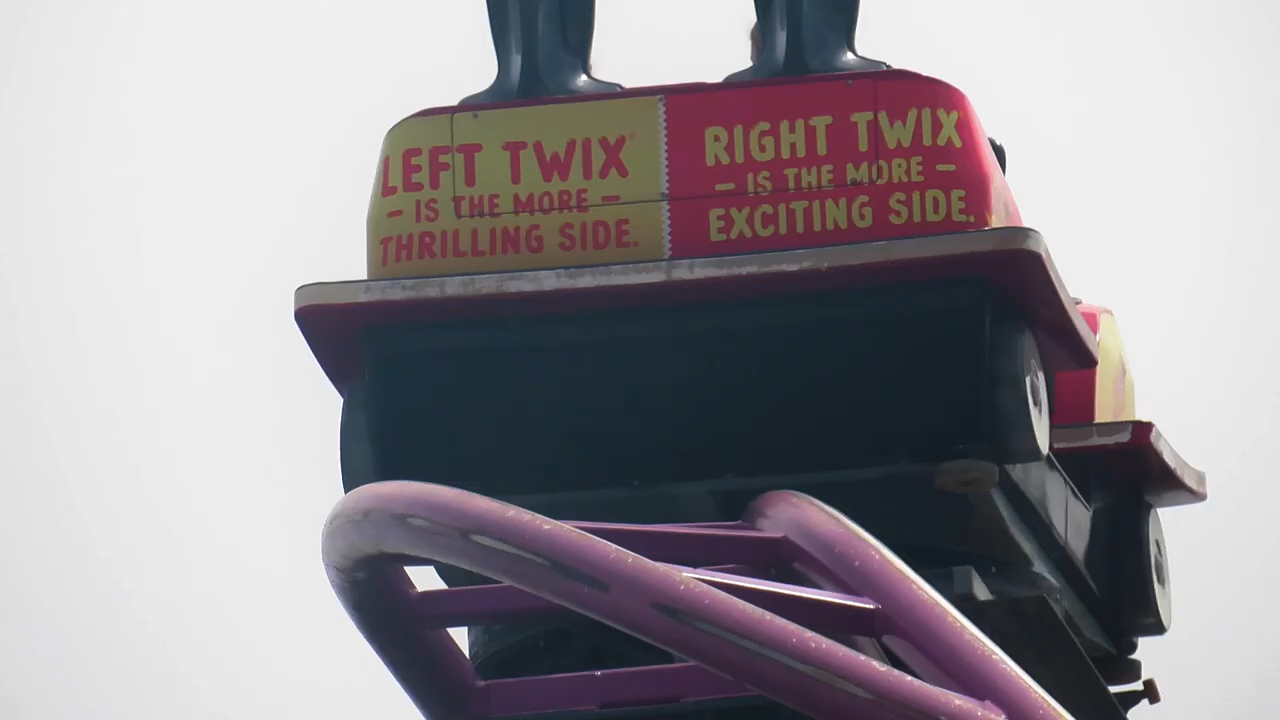 LEFT TWIX
- IS THE MORE -
THRILLING SIDE.
RIGHT TWIX
- IS THE MORE -
EXCITING SIDE.